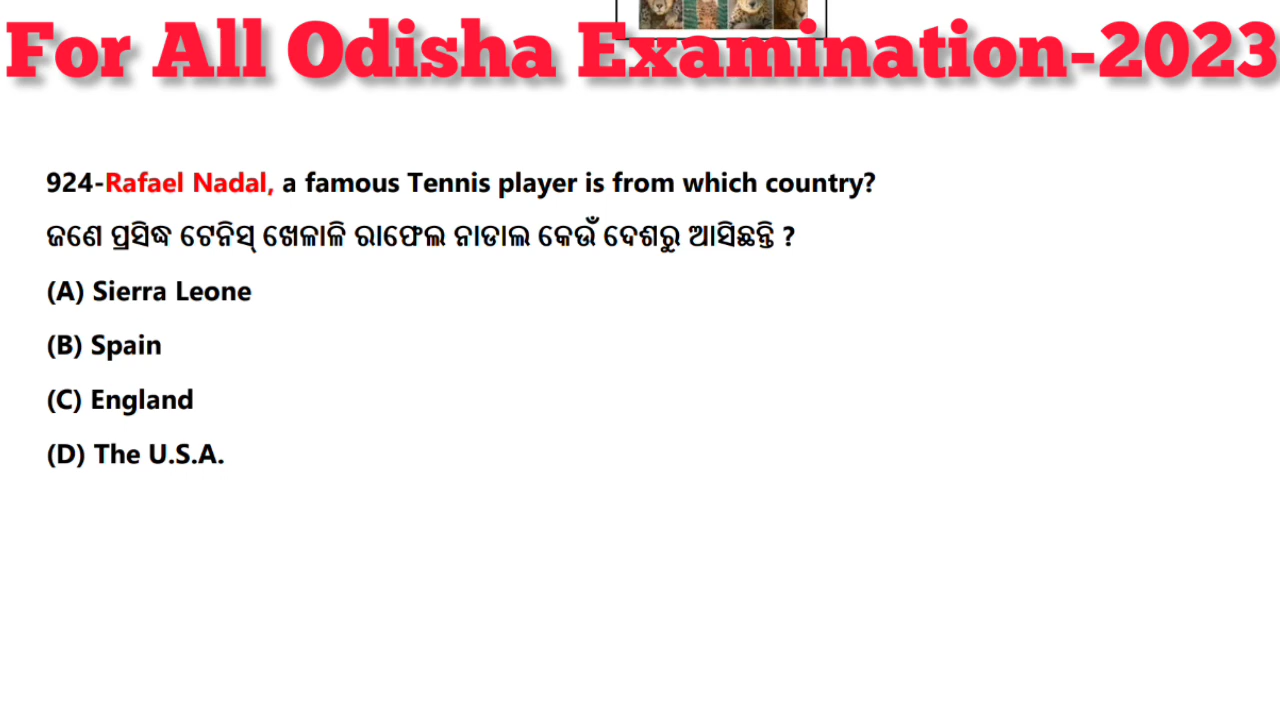 For All Odisha Examination-2023
924-Rafael Nadal, a famous Tennis player is from which country?
ଜଣେ ପ୍ରସିଦ୍ଧ ଟେନିସ୍ ଖେଳାଳି ରାଫେଲ ନାଡାଲ କେଉଁ ଦେଶରୁ ଆସିଛନ୍ତି ?
(A) Sierra Leone
(B) Spain
(C) England
(D) The U.S.A.